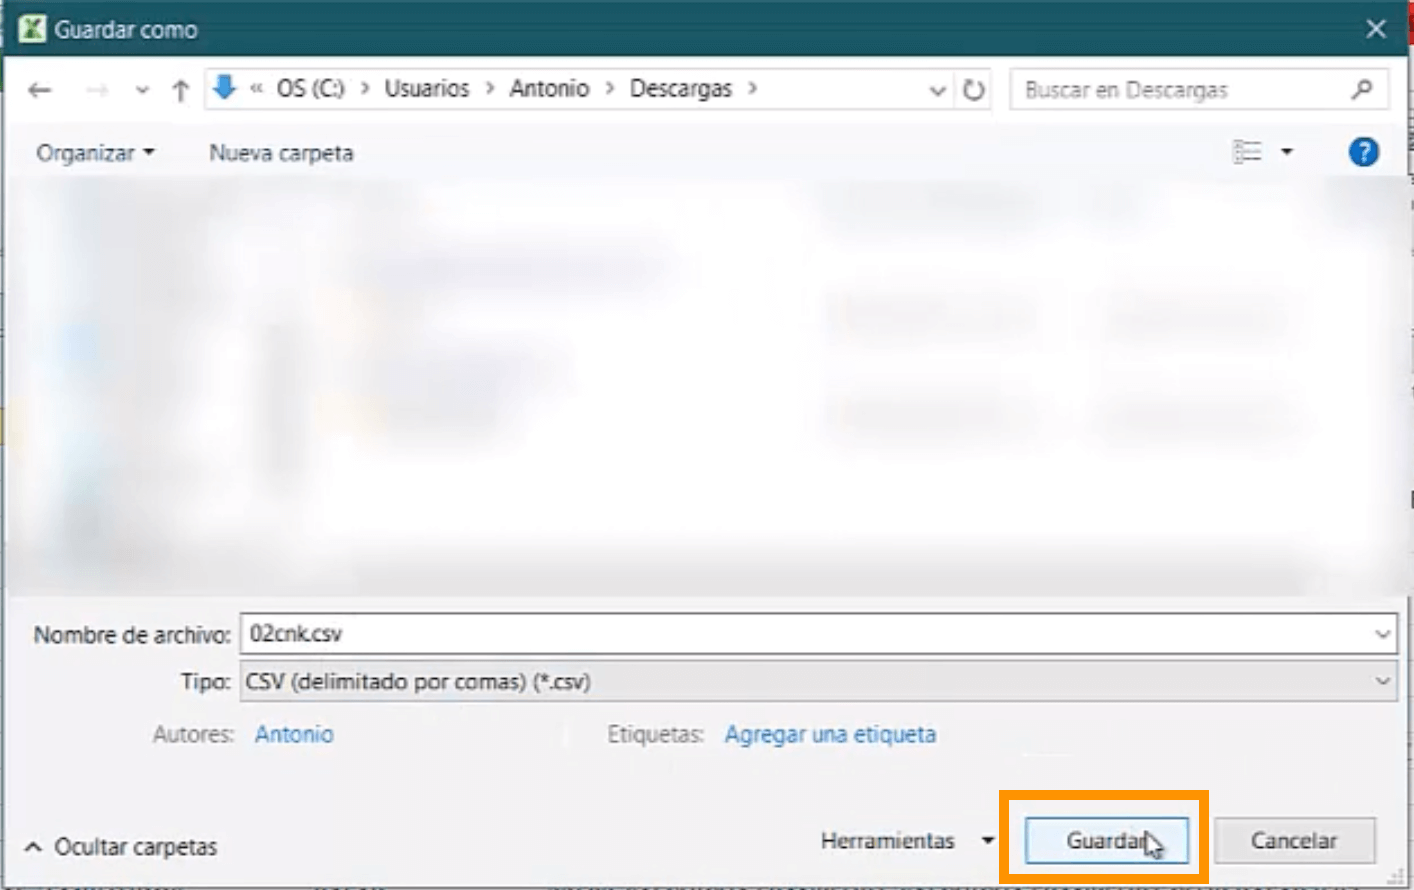 Guardar como
« OS (C:) > Usuarios > Antonio > Descargas >
Buscar en Descargas
Organizar
Nueva carpeta
?
Nombre de archivo: 02cnk.csv
Tipo: CSV (delimitado por comas) (*.csv)
Autores: Antonio
Etiquetas: Agregar una etiqueta
Ocultar carpetas
Herramientas
Guardar
Cancelar